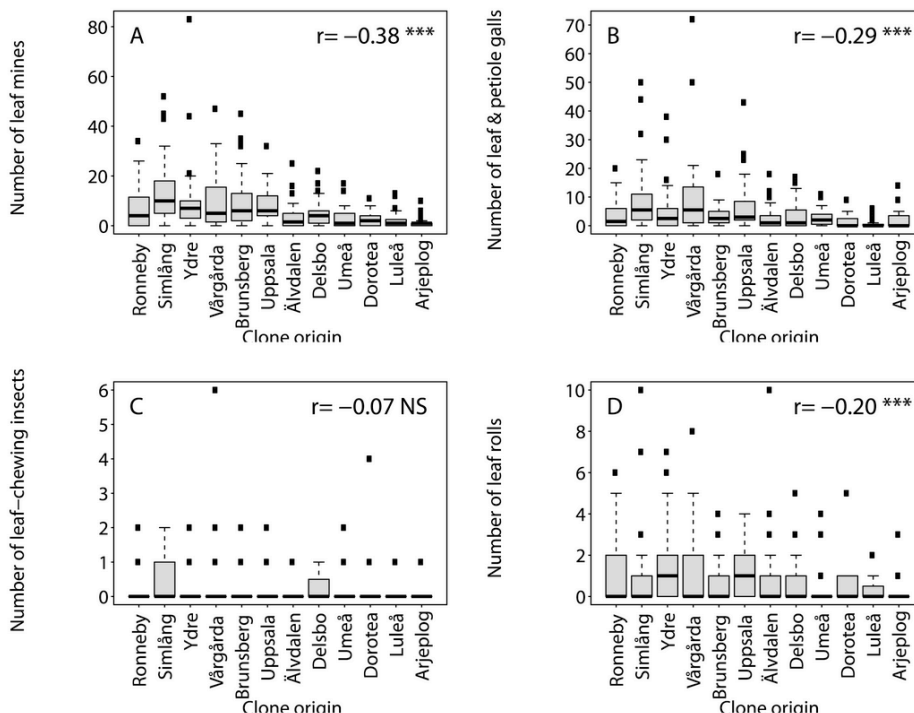 Number of leaf mines
80
60
40
20
0
A
r= −0.38 ***
Ronneby
Simlång
Ydre
Vårgårda
Brunsberg
Uppsala
Älvdalen
Delsbo
Umeå
Dorotea
Luleå
Arjeplog
Clone origin
Number of leaf & petiole galls
70
60
50
40
30
20
10
0
B
r= −0.29 ***
Ronneby
Simlång
Ydre
Vårgårda
Brunsberg
Uppsala
Älvdalen
Delsbo
Umeå
Dorotea
Luleå
Arjeplog
Clone origin
Number of leaf−chewing insects
6
5
4
3
2
1
0
C
r= −0.07 NS
Ronneby
Simlång
Ydre
Vårgårda
Brunsberg
Uppsala
Älvdalen
Delsbo
Umeå
Dorotea
Luleå
Arjeplog
Clone origin
Number of leaf rolls
10
8
6
4
2
0
D
r= −0.20 ***
Ronneby
Simlång
Ydre
Vårgårda
Brunsberg
Uppsala
Älvdalen
Delsbo
Umeå
Dorotea
Luleå
Arjeplog
Clone origin